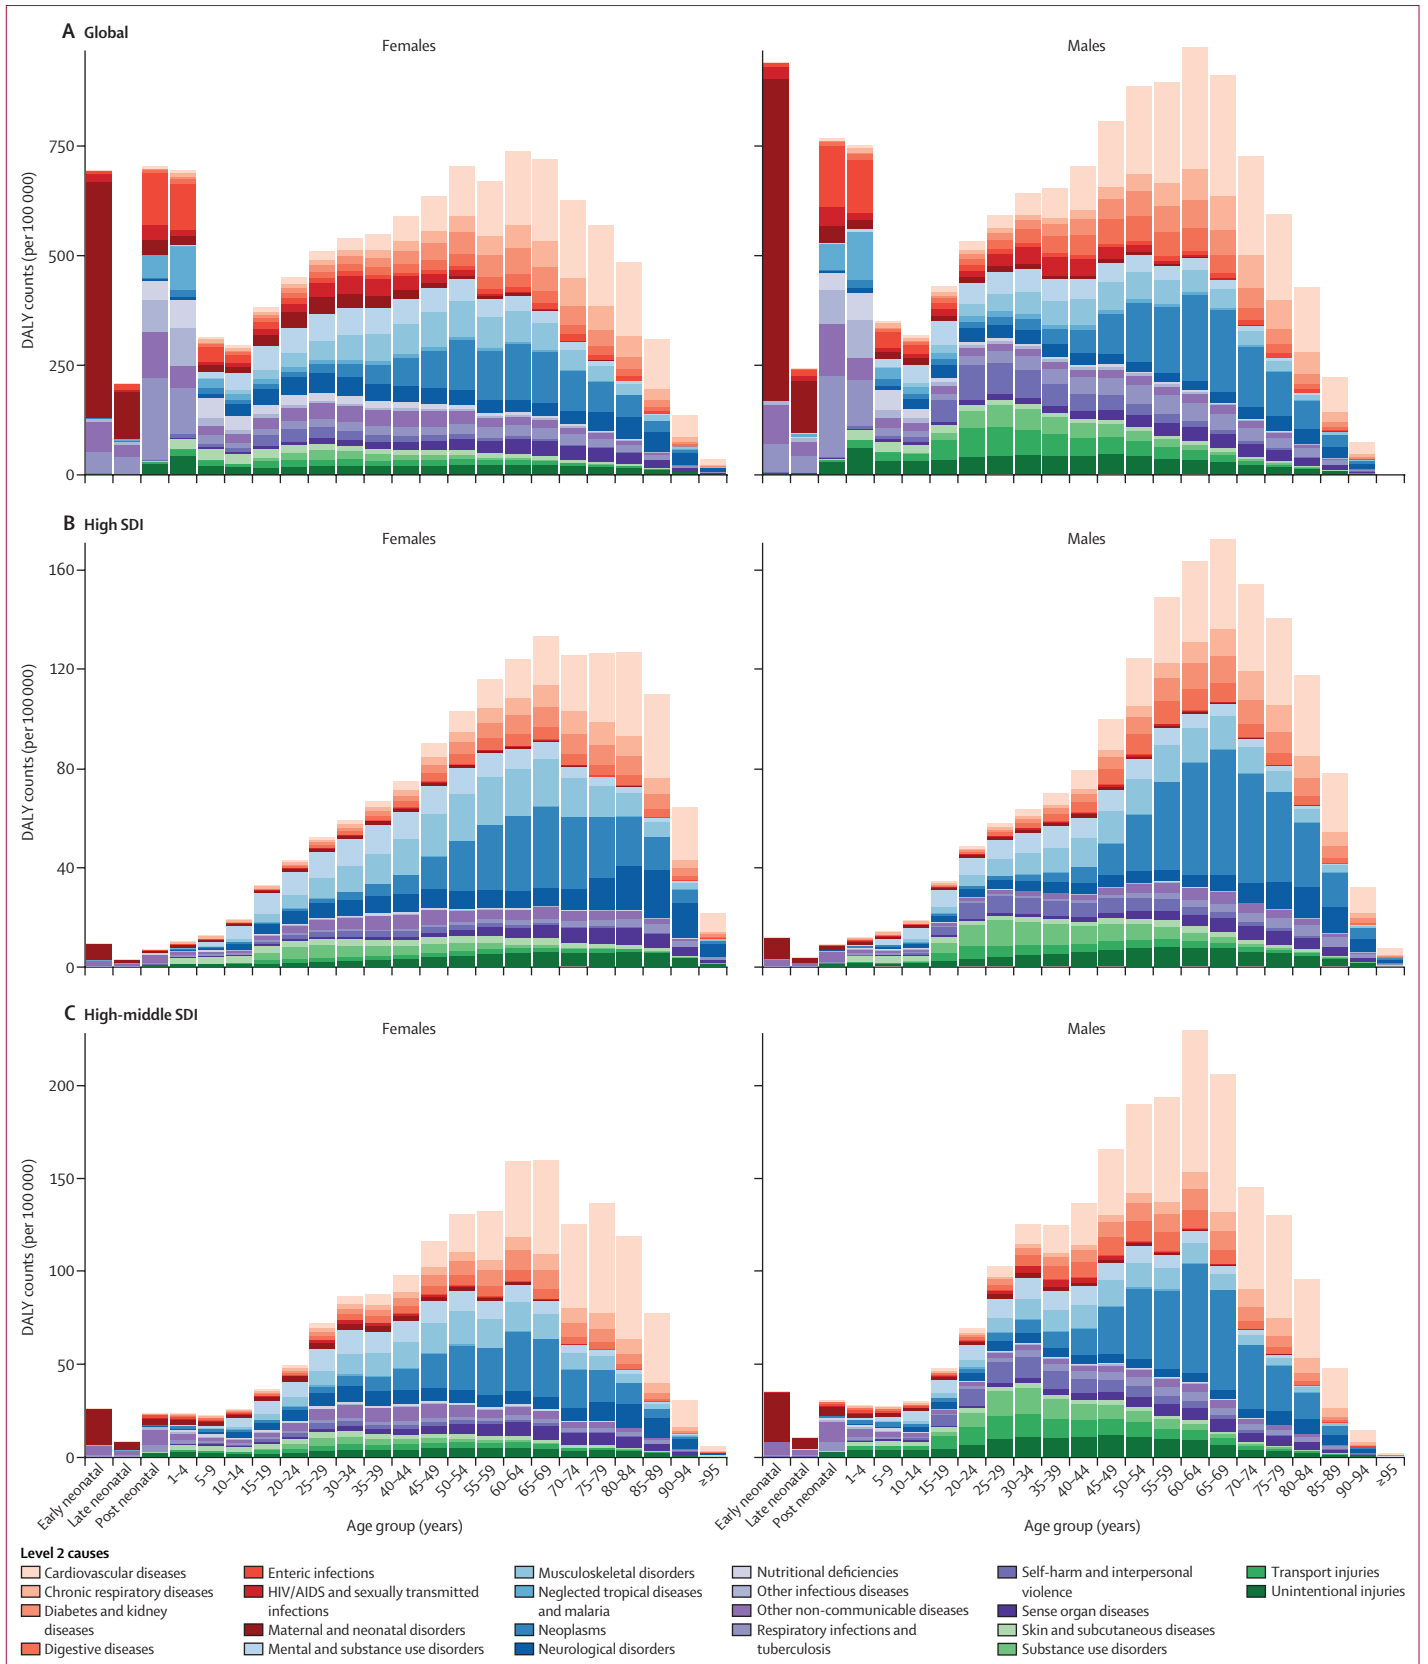 A Global
Females
Males
DALY counts (per 100 000)
750
500
250
0
B High SDI
Females
Males
DALY counts (per 100 000)
160
120
80
40
0
C High-middle SDI
Females
Males
DALY counts (per 100 000)
200
150
100
50
0
Early neonatal
Late neonatal
Post neonatal
1–4
5–9
10–14
15–19
20–24
25–29
30–34
35–39
40–44
45–49
50–54
55–59
60–64
65–69
70–74
75–79
80–84
85–89
90–94
≥95
Age group (years)
Early neonatal
Late neonatal
Post neonatal
1–4
5–9
10–14
15–19
20–24
25–29
30–34
35–39
40–44
45–49
50–54
55–59
60–64
65–69
70–74
75–79
80–84
85–89
90–94
≥95
Age group (years)
Level 2 causes
Cardiovascular diseases
Chronic respiratory diseases
Diabetes and kidney
diseases
Digestive diseases
Enteric infections
HIV/AIDS and sexually transmitted
infections
Maternal and neonatal disorders
Mental and substance use disorders
Musculoskeletal disorders
Neglected tropical diseases
and malaria
Neoplasms
Neurological disorders
Nutritional deficiencies
Other infectious diseases
Other non-communicable diseases
Respiratory infections and
tuberculosis
Self-harm and interpersonal
violence
Sense organ diseases
Skin and subcutaneous diseases
Substance use disorders
Transport injuries
Unintentional injuries